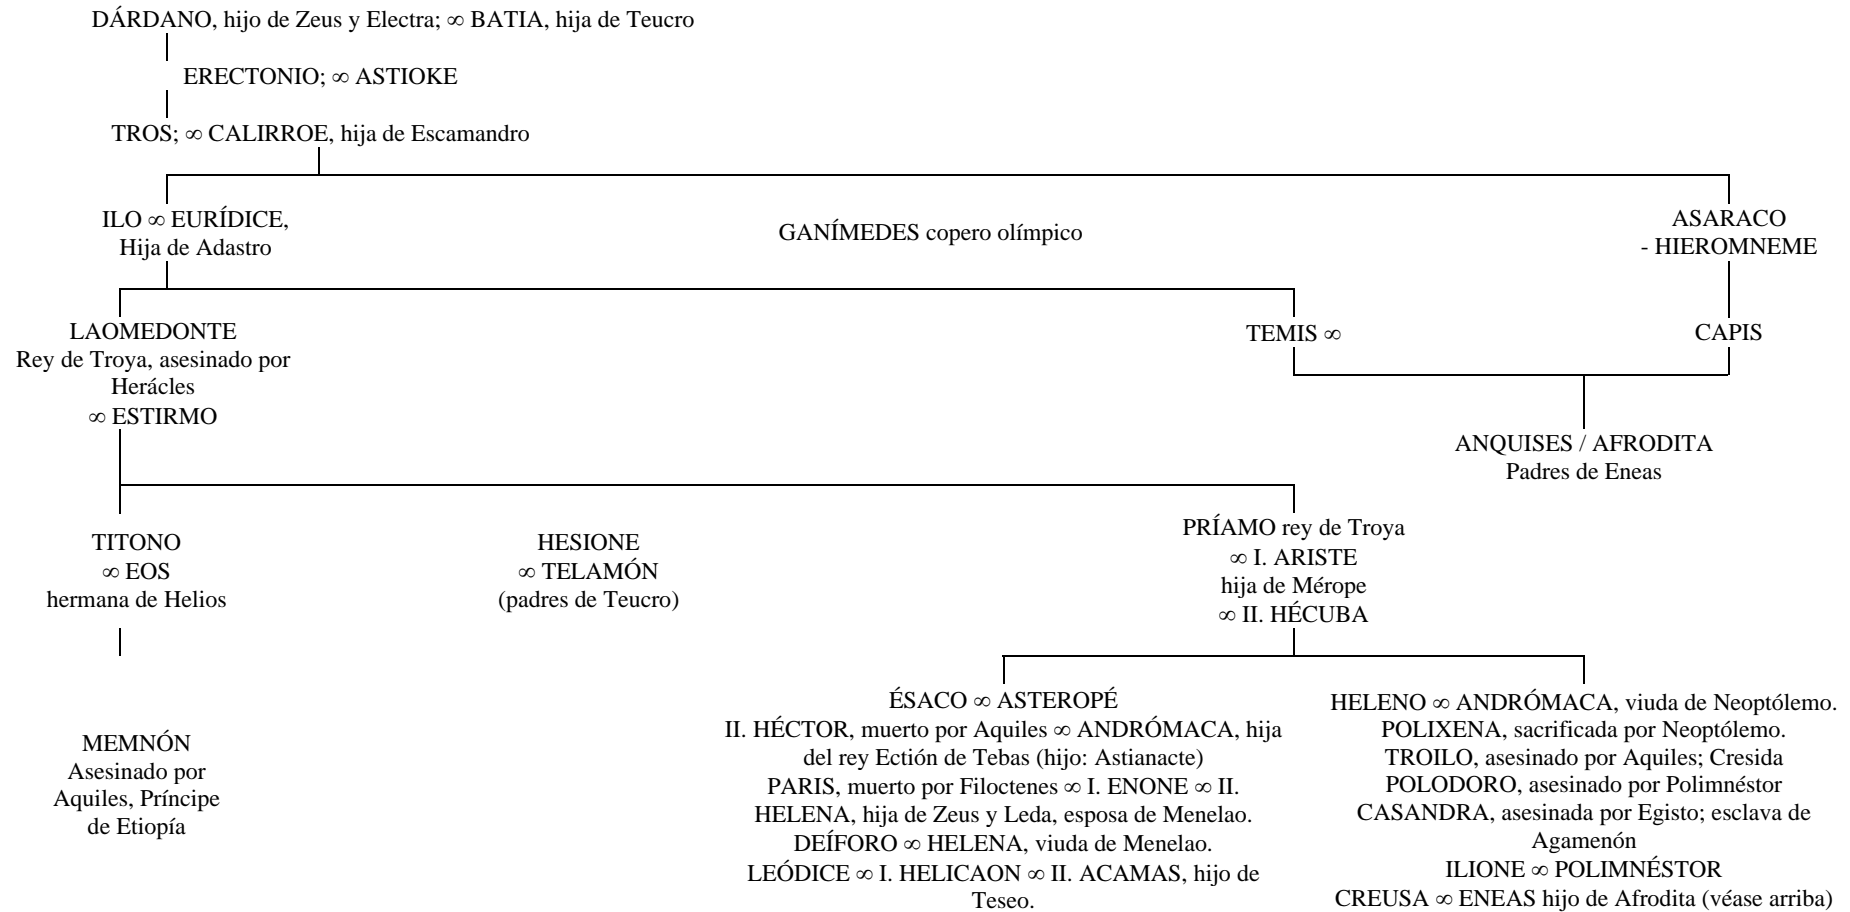 DÁRDANO, hijo de Zeus y Electra; ∞ BATIA, hija de Teucro
ERECTONIO; ∞ ASTIOKE
TROS; ∞ CALIRROE, hija de Escamandro
ILO ∞ EURÍDICE,
Hija de Adastro
GANÍMEDES copero olímpico
ASARACO
- HIEROMNEME
LAOMEDONTE
Rey de Troya, asesinado por
Herácles
∞ ESTIRMO
TEMIS ∞
CAPIS
ANQUISES / AFRODITA
Padres de Eneas
TITONO
∞ EOS
hermana de Helios
HESIONE
∞ TELAMÓN
(padres de Teucro)
PRÍAMO rey de Troya
∞ I. ARISTE
hija de Mérope
∞ II. HÉCUBA
MEMNÓN
Asesinado por
Aquiles, Príncipe
de Etiopía
ÉSACO ∞ ASTEROPÉ
II. HÉCTOR, muerto por Aquiles ∞ ANDRÓMACA, hija
del rey Ectión de Tebas (hijo: Astianacte)
PARIS, muerto por Filoctenes ∞ I. ENONE ∞ II.
HELENA, hija de Zeus y Leda, esposa de Menelao.
DEÍFORO ∞ HELENA, viuda de Menelao.
LEÓDICE ∞ I. HELICAON ∞ II. ACAMAS, hijo de
Teseo.
HELENO ∞ ANDRÓMACA, viuda de Neoptólemo.
POLIXENA, sacrificada por Neoptólemo.
TROILO, asesinado por Aquiles; Cresida
POLODORO, asesinado por Polimnéstor
CASANDRA, asesinada por Egisto; esclava de
Agamenón
ILIONE ∞ POLIMNÉSTOR
CREUSA ∞ ENEAS hijo de Afrodita (véase arriba)